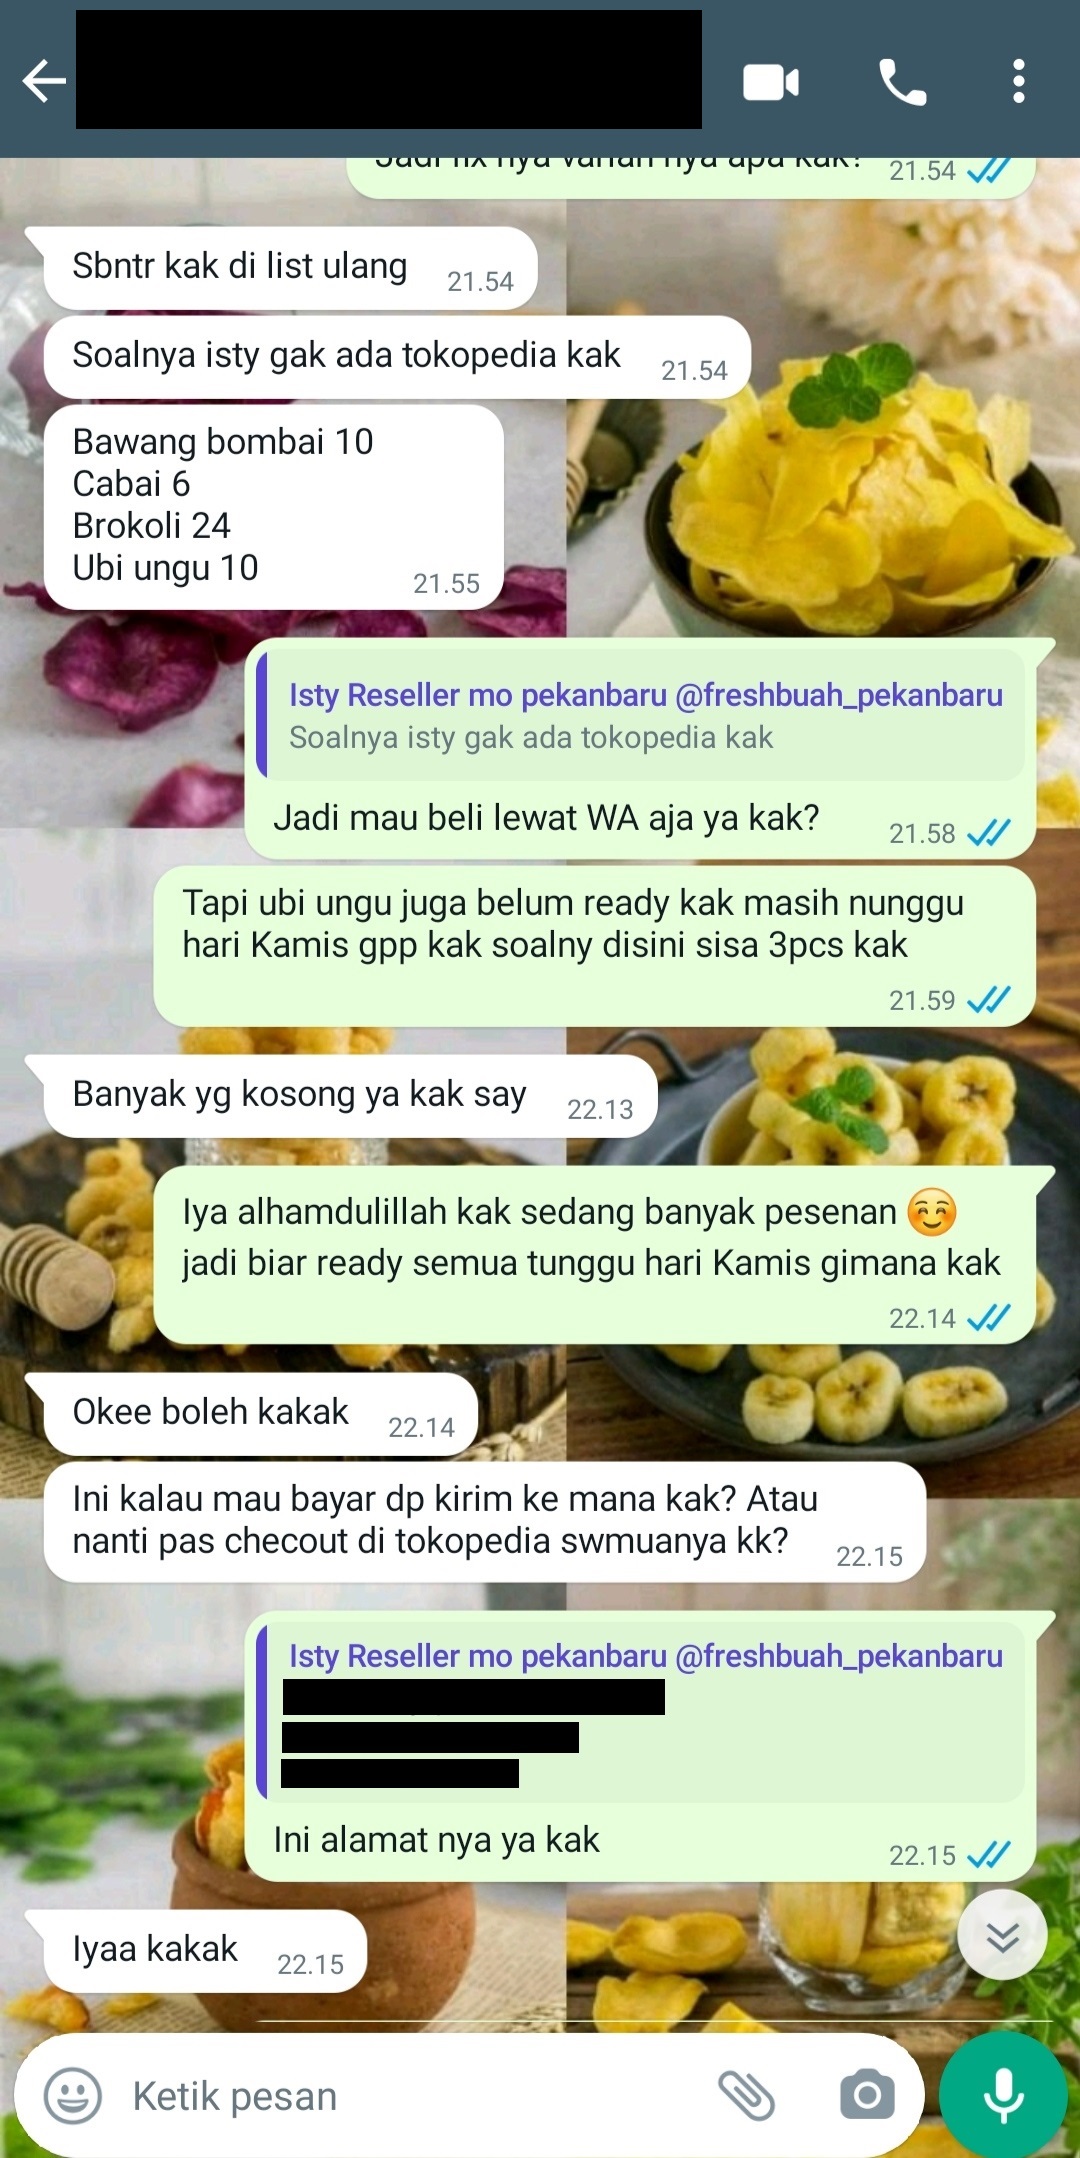 Jadi fix nya varian nya apa kak?
21.54
Sbntr kak di list ulang
21.54
Soalnya isty gak ada tokopedia kak
21.54
Bawang bombai 10
Cabai 6
Brokoli 24
Ubi ungu 10
21.55
Isty Reseller mo pekanbaru @freshbuah_pekanbaru
Soalnya isty gak ada tokopedia kak
Jadi mau beli lewat WA aja ya kak?
21.58
Tapi ubi ungu juga belum ready kak masih nunggu
hari Kamis gpp kak soalny disini sisa 3pcs kak
21.59
Banyak yg kosong ya kak say
22.13
Iya alhamdulillah kak sedang banyak pesenan ☺️
jadi biar ready semua tunggu hari Kamis gimana kak
22.14
Okee boleh kakak
22.14
Ini kalau mau bayar dp kirim ke mana kak? Atau
nanti pas checout di tokopedia swmuanya kk?
22.15
Isty Reseller mo pekanbaru @freshbuah_pekanbaru
Ini alamat nya ya kak
22.15
Iyaa kakak
22.15
Ketik pesan